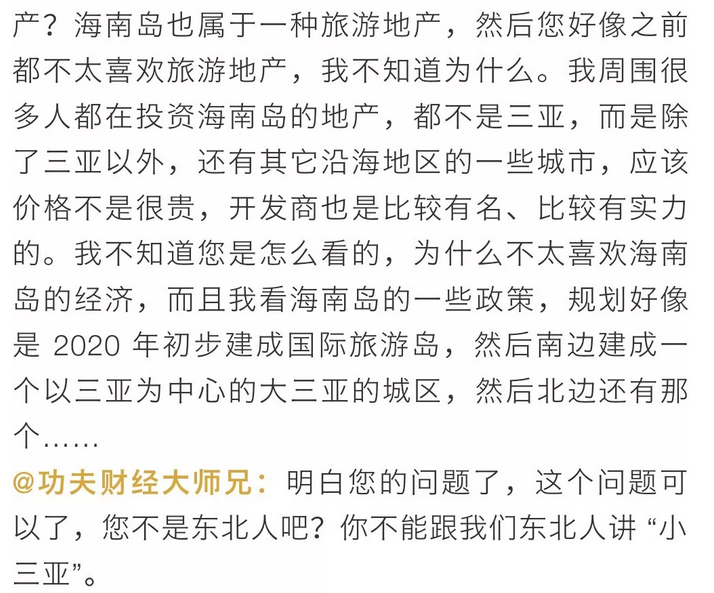 产？海南岛也属于一种旅游地产，然后您好像之前
都不太喜欢旅游地产，我不知道为什么。我周围很
多人都在投资海南岛的地产，都不是三亚，而是除
了三亚以外，还有其它沿海地区的一些城市，应该
价格不是很贵，开发商也是比较有名、比较有实力
的。我不知道您是怎么看的，为什么不太喜欢海南
岛的经济，而且我看海南岛的一些政策，规划好像
是 2020 年初步建成国际旅游岛，然后南边建成一
个以三亚为中心的大三亚的城区，然后北边还有那
个……
@功夫财经大师兄：明白您的问题了，这个问题可
以了，您不是东北人吧？你不能跟我们东北人讲 “小
三亚”。